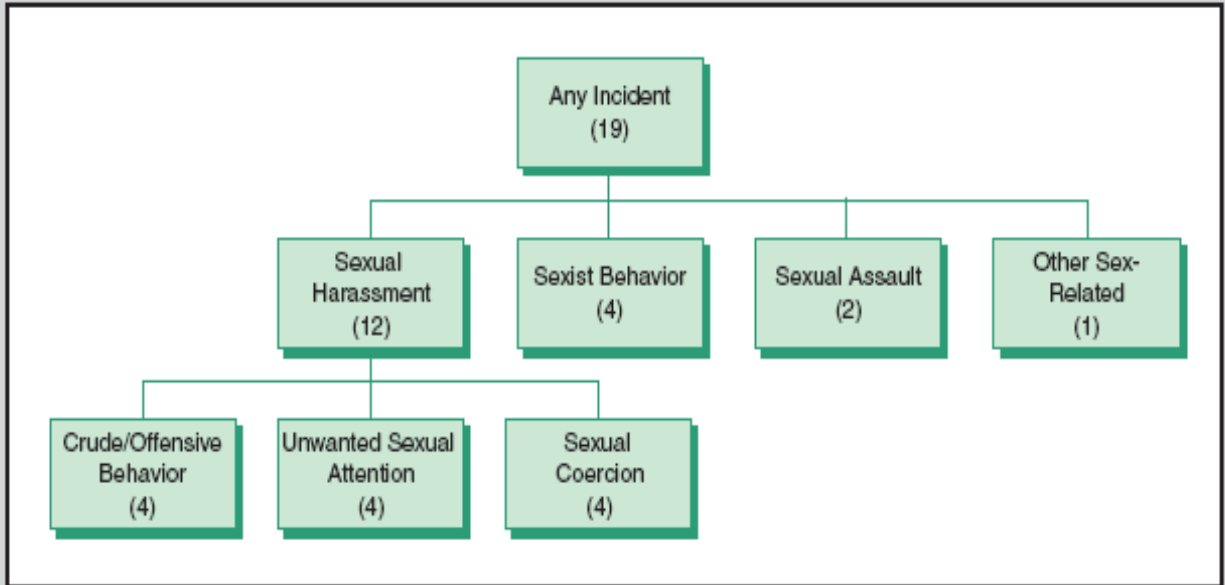 Any Incident
(19)
Sexual
Harassment
(12)
Sexist Behavior
(4)
Sexual Assault
(2)
Other Sex-
Related
(1)
Crude/Offensive
Behavior
(4)
Unwanted Sexual
Attention
(4)
Sexual
Coercion
(4)